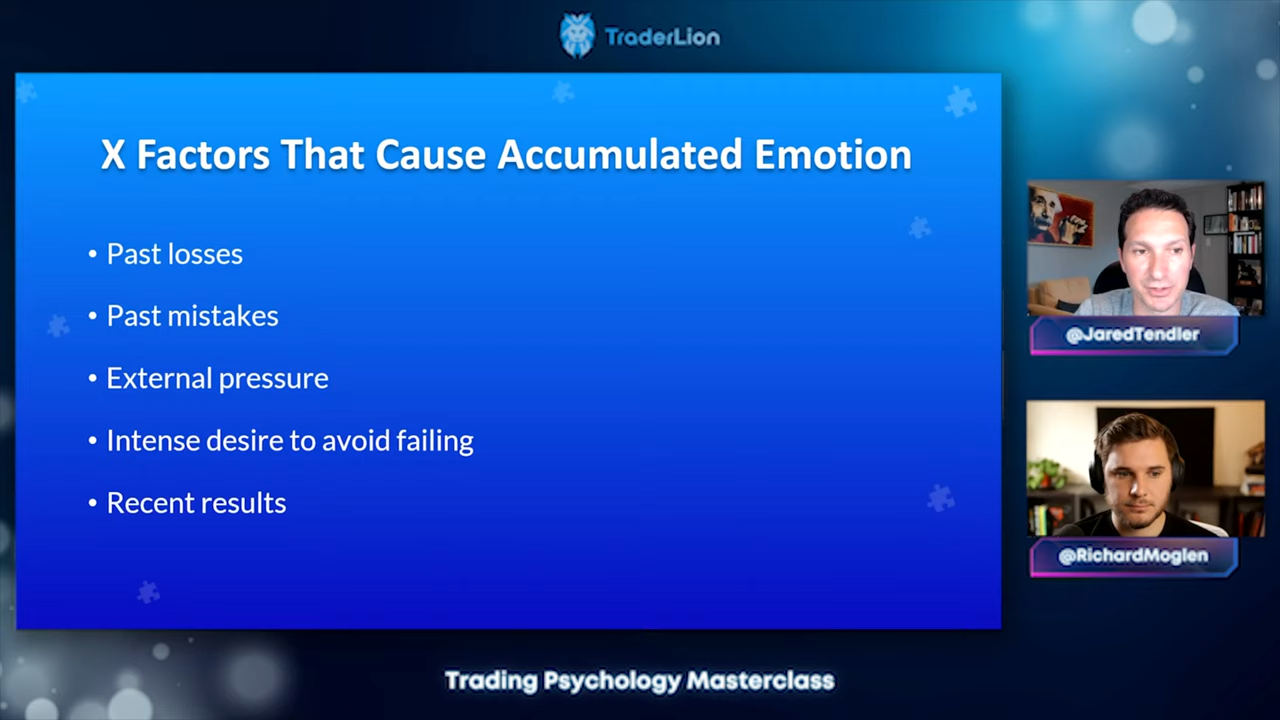 TraderLion
X Factors That Cause Accumulated Emotion
• Past losses
• Past mistakes
• External pressure
• Intense desire to avoid failing
• Recent results
@JaredTendler
@RichardMoglen
Trading Psychology Masterclass